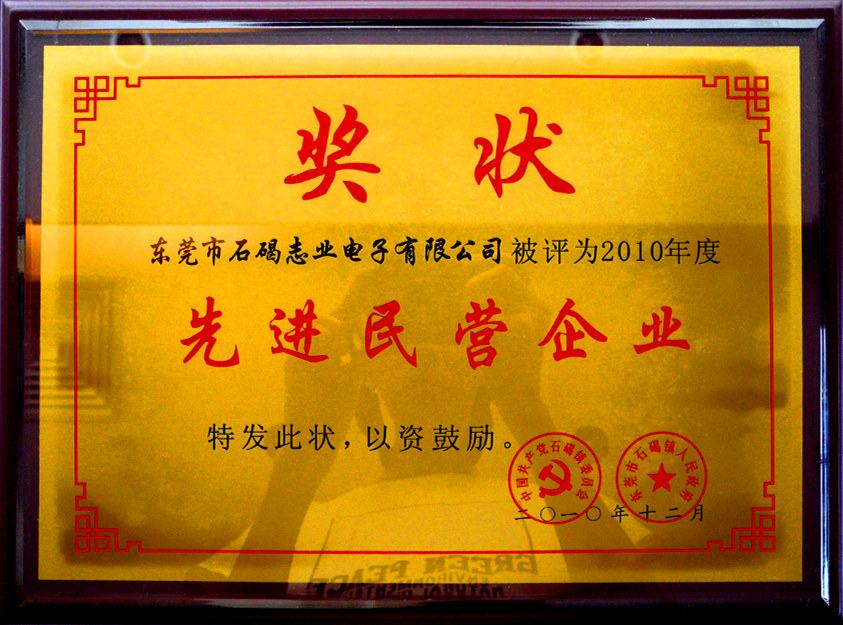 奖状
东莞市石碣志业电子有限公司被评为2010年度
先进民营企业
特发此状，以资鼓励。
中国共产党石碣镇委员会
东莞市石碣镇人民政府
二〇一〇年十二月
GREEN PEACE